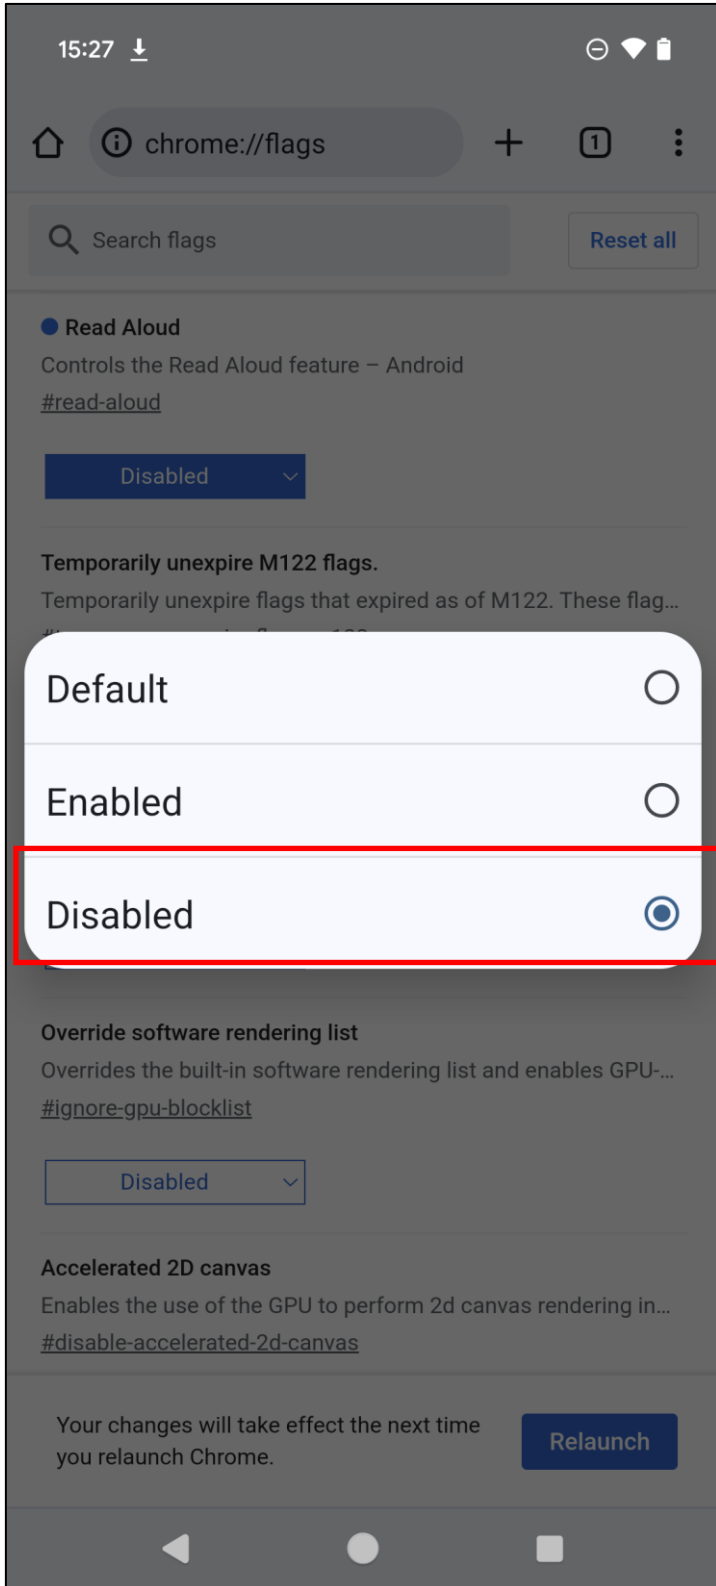 15:27
chrome://flags
1
Search flags
Reset all
Read Aloud
Controls the Read Aloud feature – Android
#read-aloud
Disabled
Temporarily unexpire M122 flags.
Temporarily unexpire flags that expired as of M122. These flag...
Default
Enabled
Disabled
Override software rendering list
Overrides the built-in software rendering list and enables GPU-...
#ignore-gpu-blocklist
Disabled
Accelerated 2D canvas
Enables the use of the GPU to perform 2d canvas rendering in...
#disable-accelerated-2d-canvas
Your changes will take effect the next time
you relaunch Chrome.
Relaunch